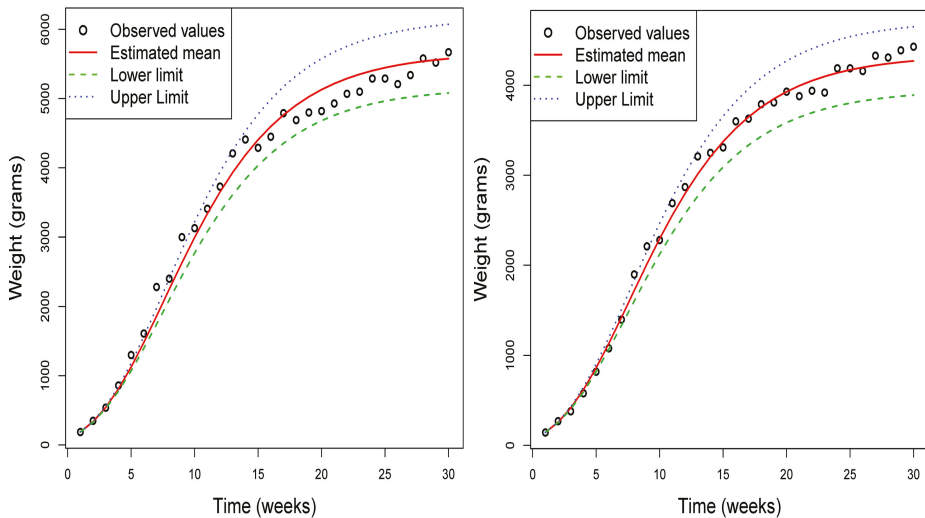 Observed values
Estimated mean
Lower limit
Upper Limit
Weight (grams)
6000
5000
4000
3000
2000
1000
0
0 5 10 15 20 25 30
Time (weeks)
Observed values
Estimated mean
Lower limit
Upper Limit
Weight (grams)
4000
3000
2000
1000
0
0 5 10 15 20 25 30
Time (weeks)